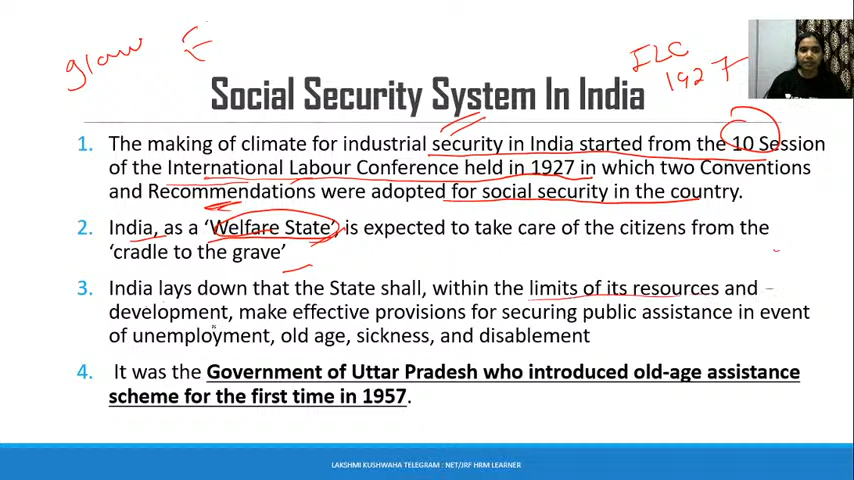 glaw
ILC
1927
Social Security System In India
1. The making of climate for industrial security in India started from the 10 Session
of the International Labour Conference held in 1927 in which two Conventions
and Recommendations were adopted for social security in the country.
2. India, as a ‘Welfare State’, is expected to take care of the citizens from the
‘cradle to the grave’
3. India lays down that the State shall, within the limits of its resources and
development, make effective provisions for securing public assistance in event
of unemployment, old age, sickness, and disablement
4. It was the Government of Uttar Pradesh who introduced old-age assistance
scheme for the first time in 1957.
LAKSHMI KUSHWAHA TELEGRAM : NET/JRF HRM LEARNER